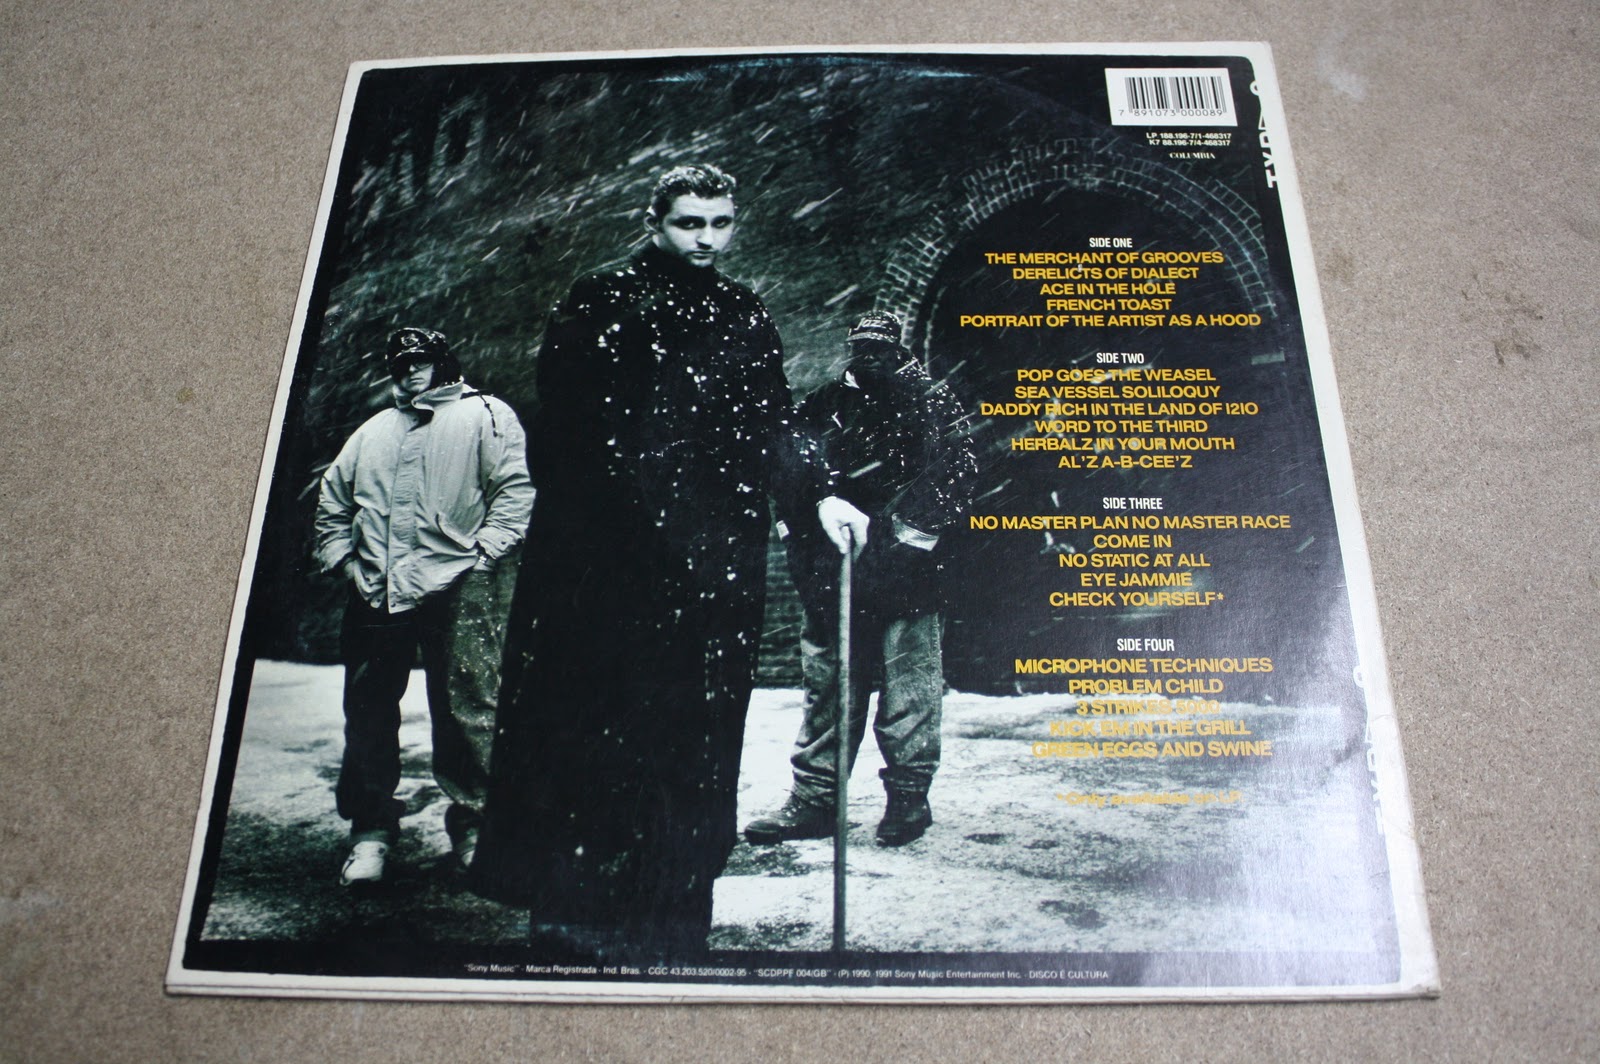 7 891073 000089
LP 188.196-7/1-468317
K7 88.196-7/4-468317
COLUMBIA
SIDE ONE
THE MERCHANT OF GROOVES
DERELICTS OF DIALECT
ACE IN THE HOLE
FRENCH TOAST
PORTRAIT OF THE ARTIST AS A HOOD
SIDE TWO
POP GOES THE WEASEL
SEA VESSEL SOLILOQUY
DADDY RICH IN THE LAND OF 1210
WORD TO THE THIRD
HERBALZ IN YOUR MOUTH
AL'Z A-B-CEE'Z
SIDE THREE
NO MASTER PLAN NO MASTER RACE
COME IN
NO STATIC AT ALL
EYE JAMMIE
CHECK YOURSELF*
SIDE FOUR
MICROPHONE TECHNIQUES
PROBLEM CHILD
3 STRIKES 5000
KICK EM IN THE GRILL
GREEN EGGS AND SWINE
*Only available on LP
Jazz
"Sony Music" - Marca Registrada - Ind. Bras. - CGC 43.203.520/0002-95 - "SCDP.PF 004/GB" - (P) 1990, 1991 Sony Music Entertainment Inc. - DISCO É CULTURA